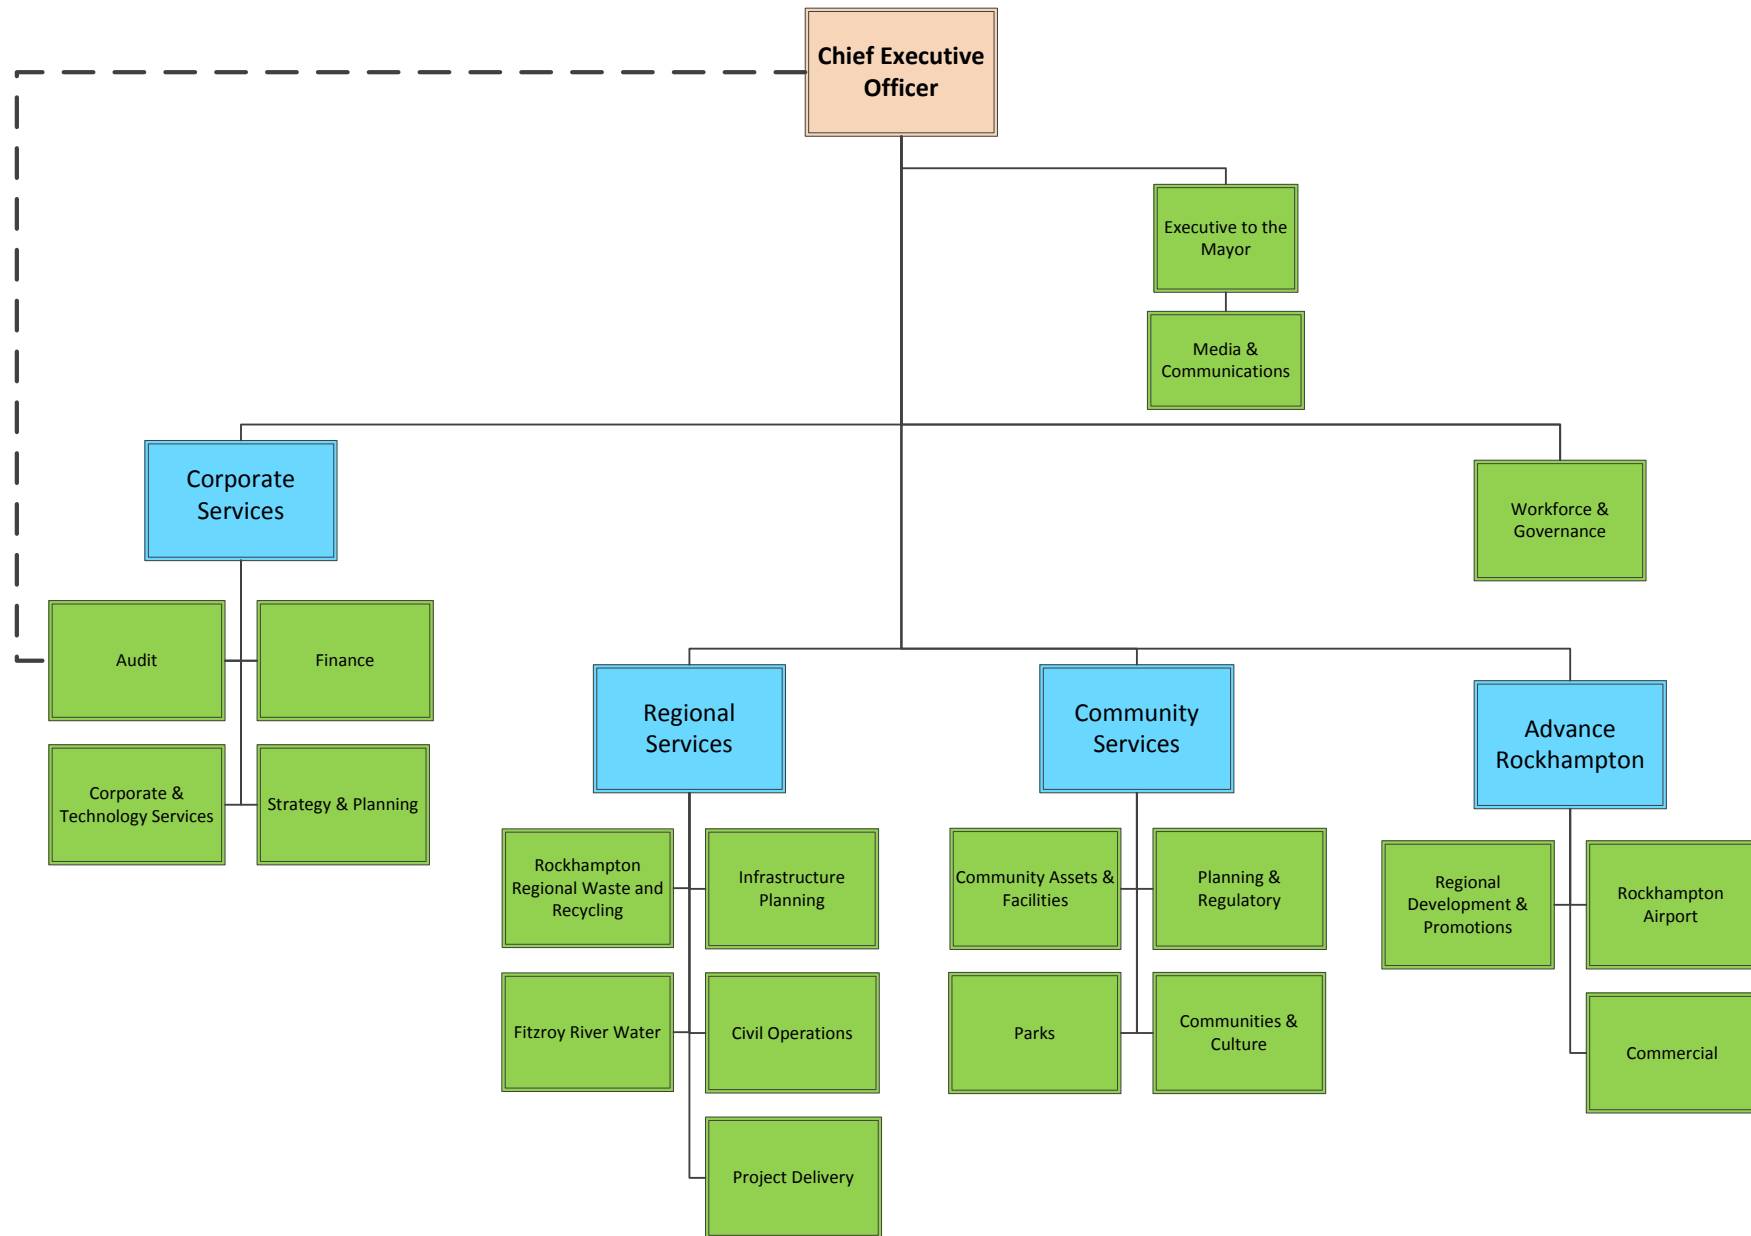 Chief Executive
Officer
Executive to the
Mayor
Media &
Communications
Corporate
Services
Workforce &
Governance
Audit
Finance
Corporate &
Technology Services
Strategy & Planning
Regional
Services
Community
Services
Advance
Rockhampton
Rockhampton
Regional Waste and
Recycling
Infrastructure
Planning
Fitzroy River Water
Civil Operations
Project Delivery
Community Assets &
Facilities
Planning &
Regulatory
Parks
Communities &
Culture
Regional
Development &
Promotions
Rockhampton
Airport
Commercial